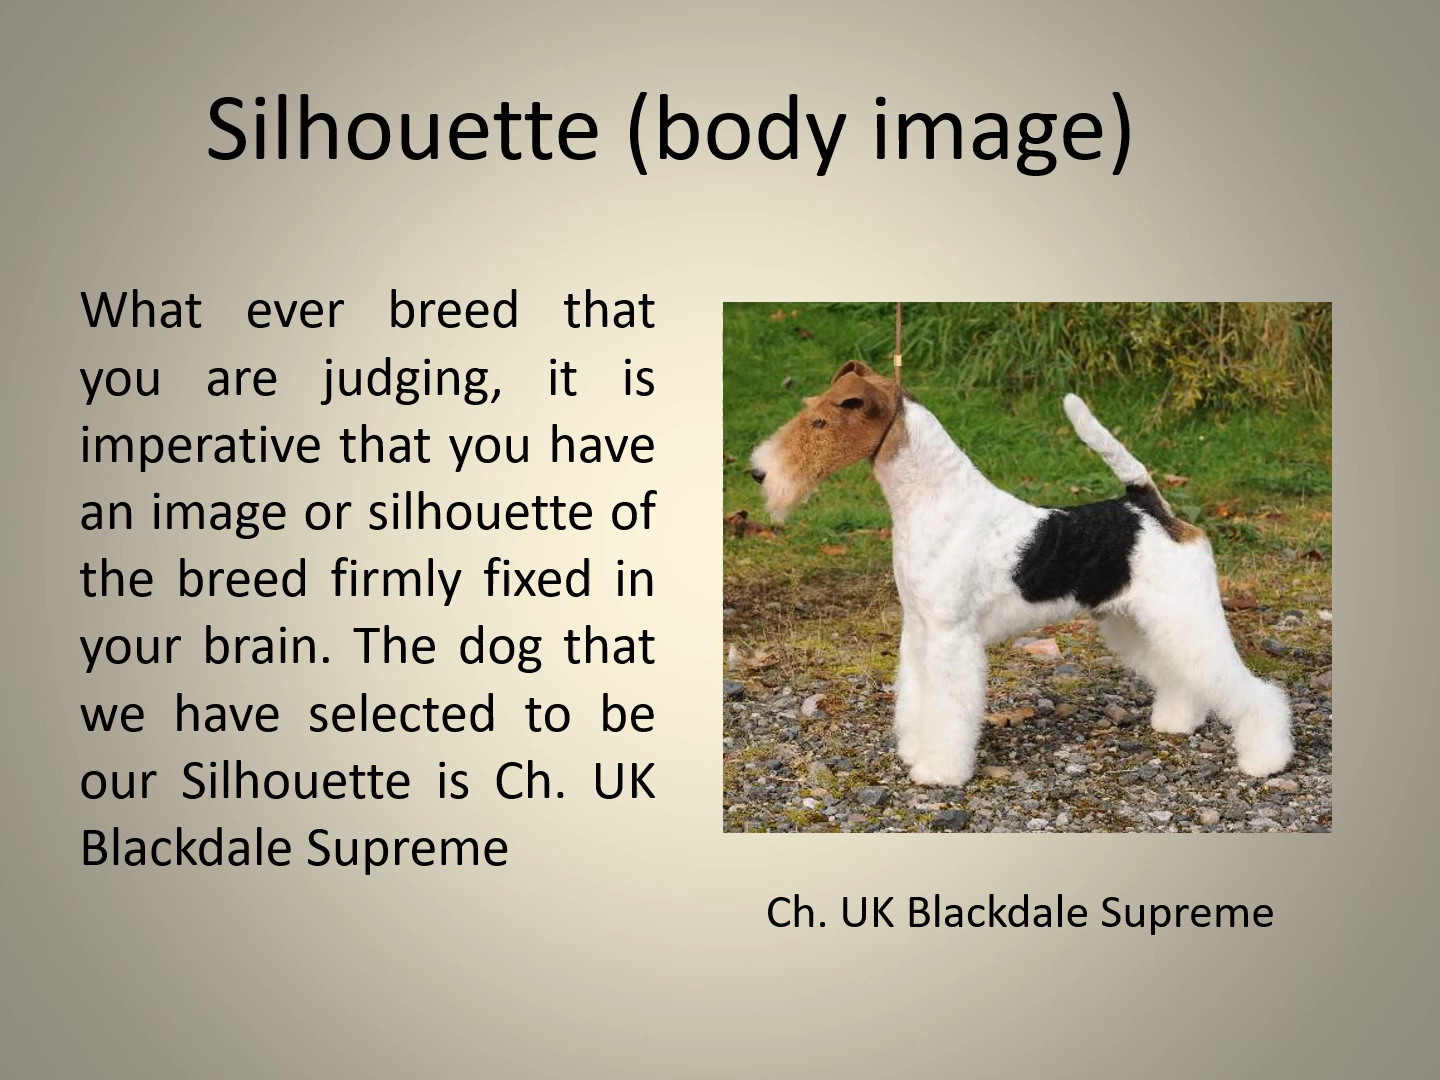 Silhouette (body image)
What ever breed that
you are judging, it is
imperative that you have
an image or silhouette of
the breed firmly fixed in
your brain. The dog that
we have selected to be
our Silhouette is Ch. UK
Blackdale Supreme
Ch. UK Blackdale Supreme